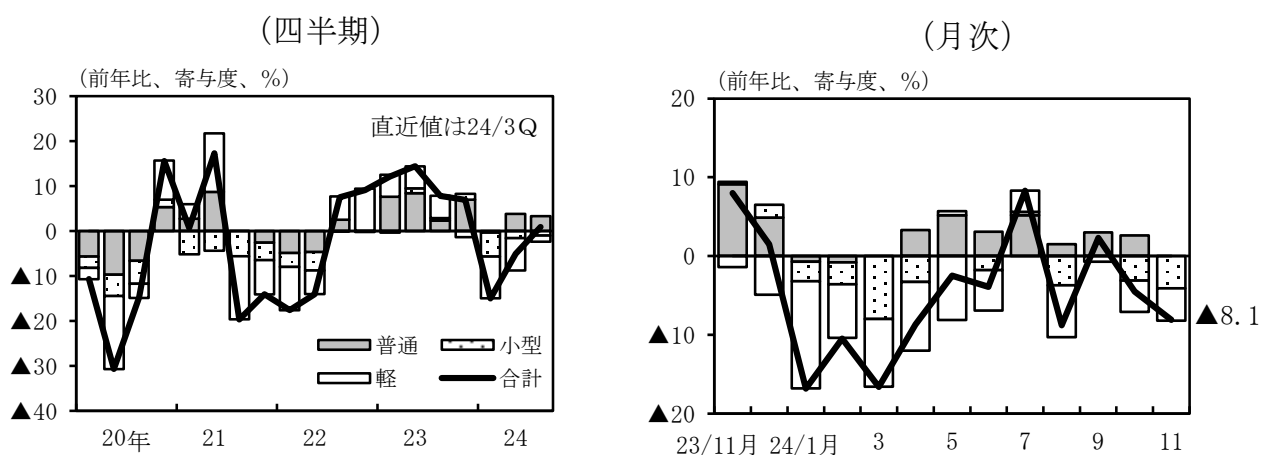 (四半期)
(前年比、寄与度、%)
30
20
10
0
▲10
▲20
▲30
▲40
直近値は24/3Q
普通
小型
軽
合計
20年 21 22 23 24
(月次)
(前年比、寄与度、%)
20
10
0
▲10
▲20
▲8.1
23/11月 24/1月 3 5 7 9 11